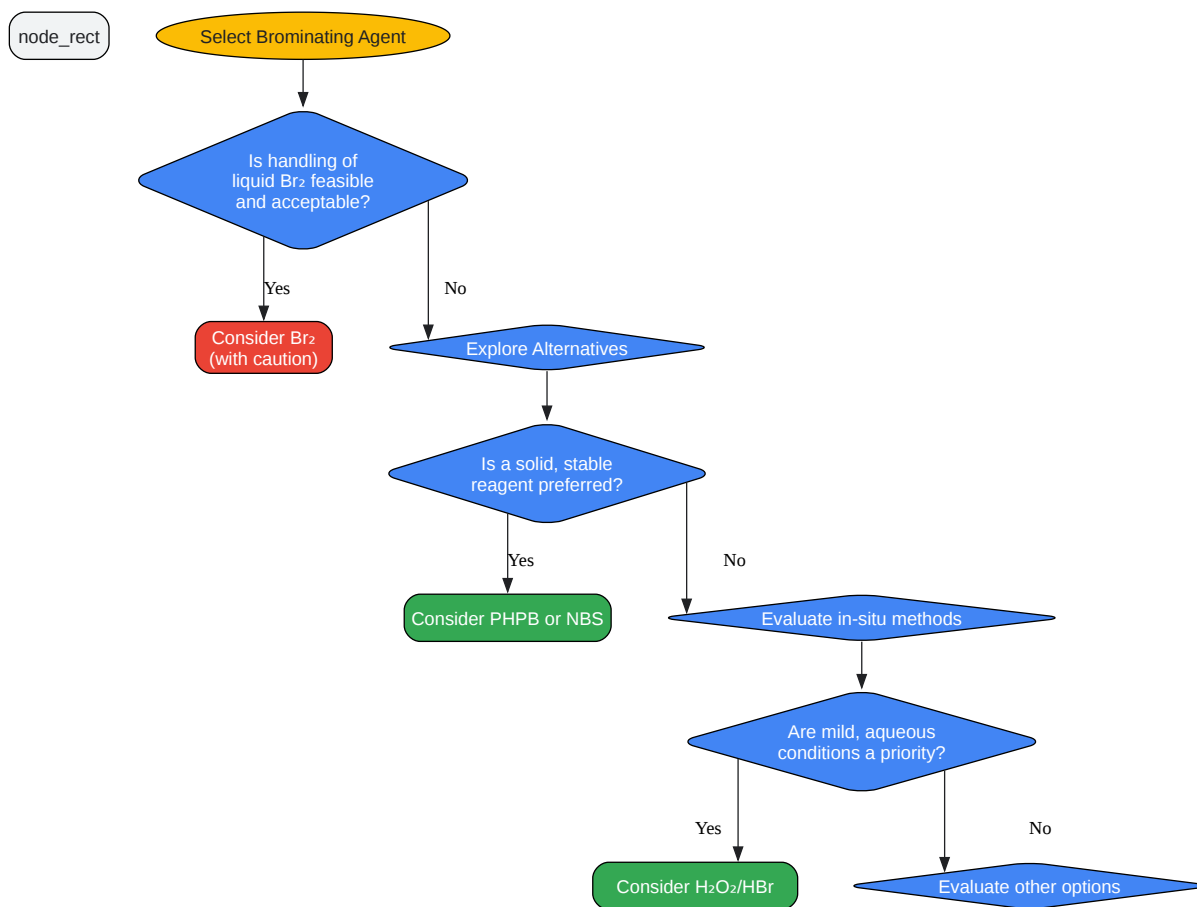 node_rect
Select Brominating Agent
Is handling of
liquid Br₂ feasible
and acceptable?
Yes
No
Consider Br₂
(with caution)
Explore Alternatives
Is a solid, stable
reagent preferred?
Yes
No
Consider PHPB or NBS
Evaluate in-situ methods
Are mild, aqueous
conditions a priority?
Yes
No
Consider H₂O₂/HBr
Evaluate other options